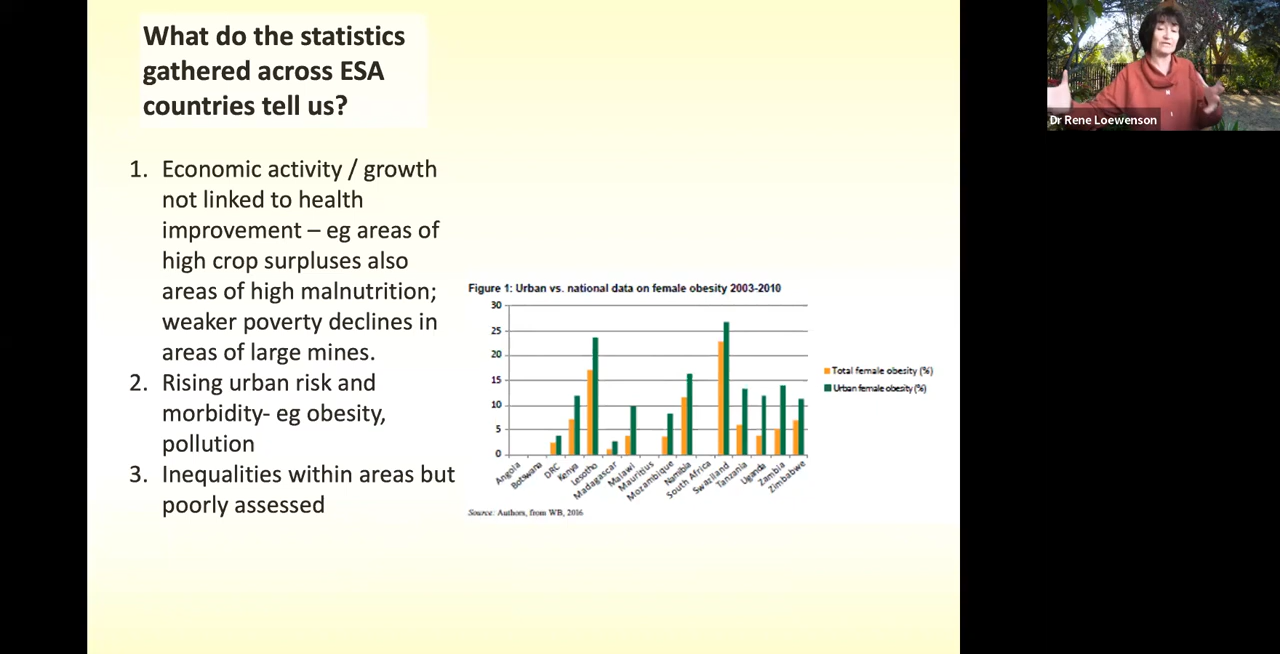 What do the statistics
gathered across ESA
countries tell us?
1. Economic activity / growth
not linked to health
improvement – eg areas of
high crop surpluses also
areas of high malnutrition;
weaker poverty declines in
areas of large mines.
2. Rising urban risk and
morbidity- eg obesity,
pollution
3. Inequalities within areas but
poorly assessed
Figure 1: Urban vs. national data on female obesity 2003-2010
30
25
20
15
10
5
0
Angola
Botswana
DRC
Kenya
Lesotho
Madagascar
Malawi
Mauritius
Mozambique
Namibia
South Africa
Swaziland
Tanzania
Uganda
Zambia
Zimbabwe
Total female obesity (%)
Urban female obesity (%)
Source: Authors, from WB, 2016
Dr Rene Loewenson